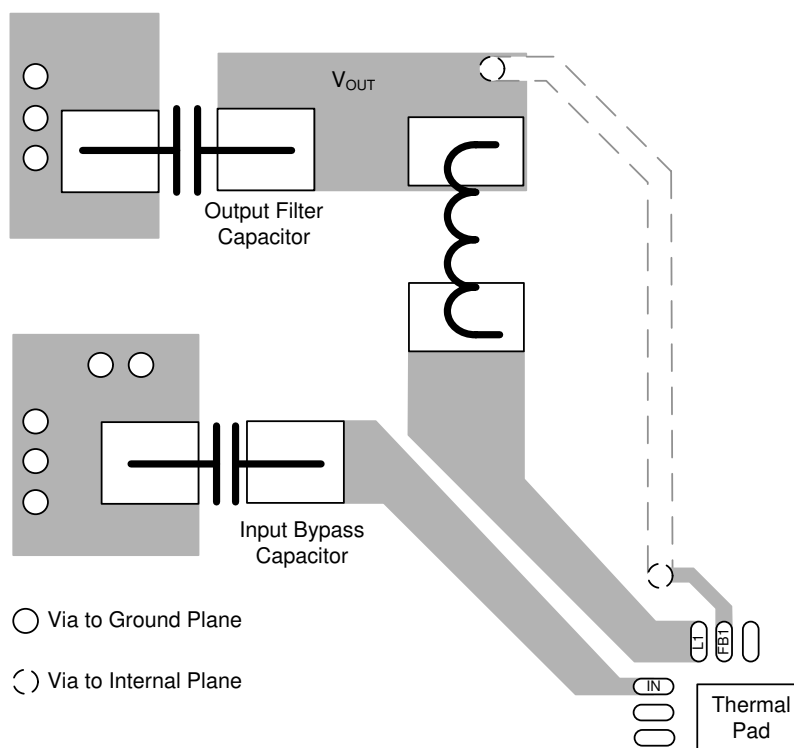 VOUT
Output Filter
Capacitor
Input Bypass
Capacitor
Via to Ground Plane
Via to Internal Plane
L1
FB1
IN
Thermal
Pad